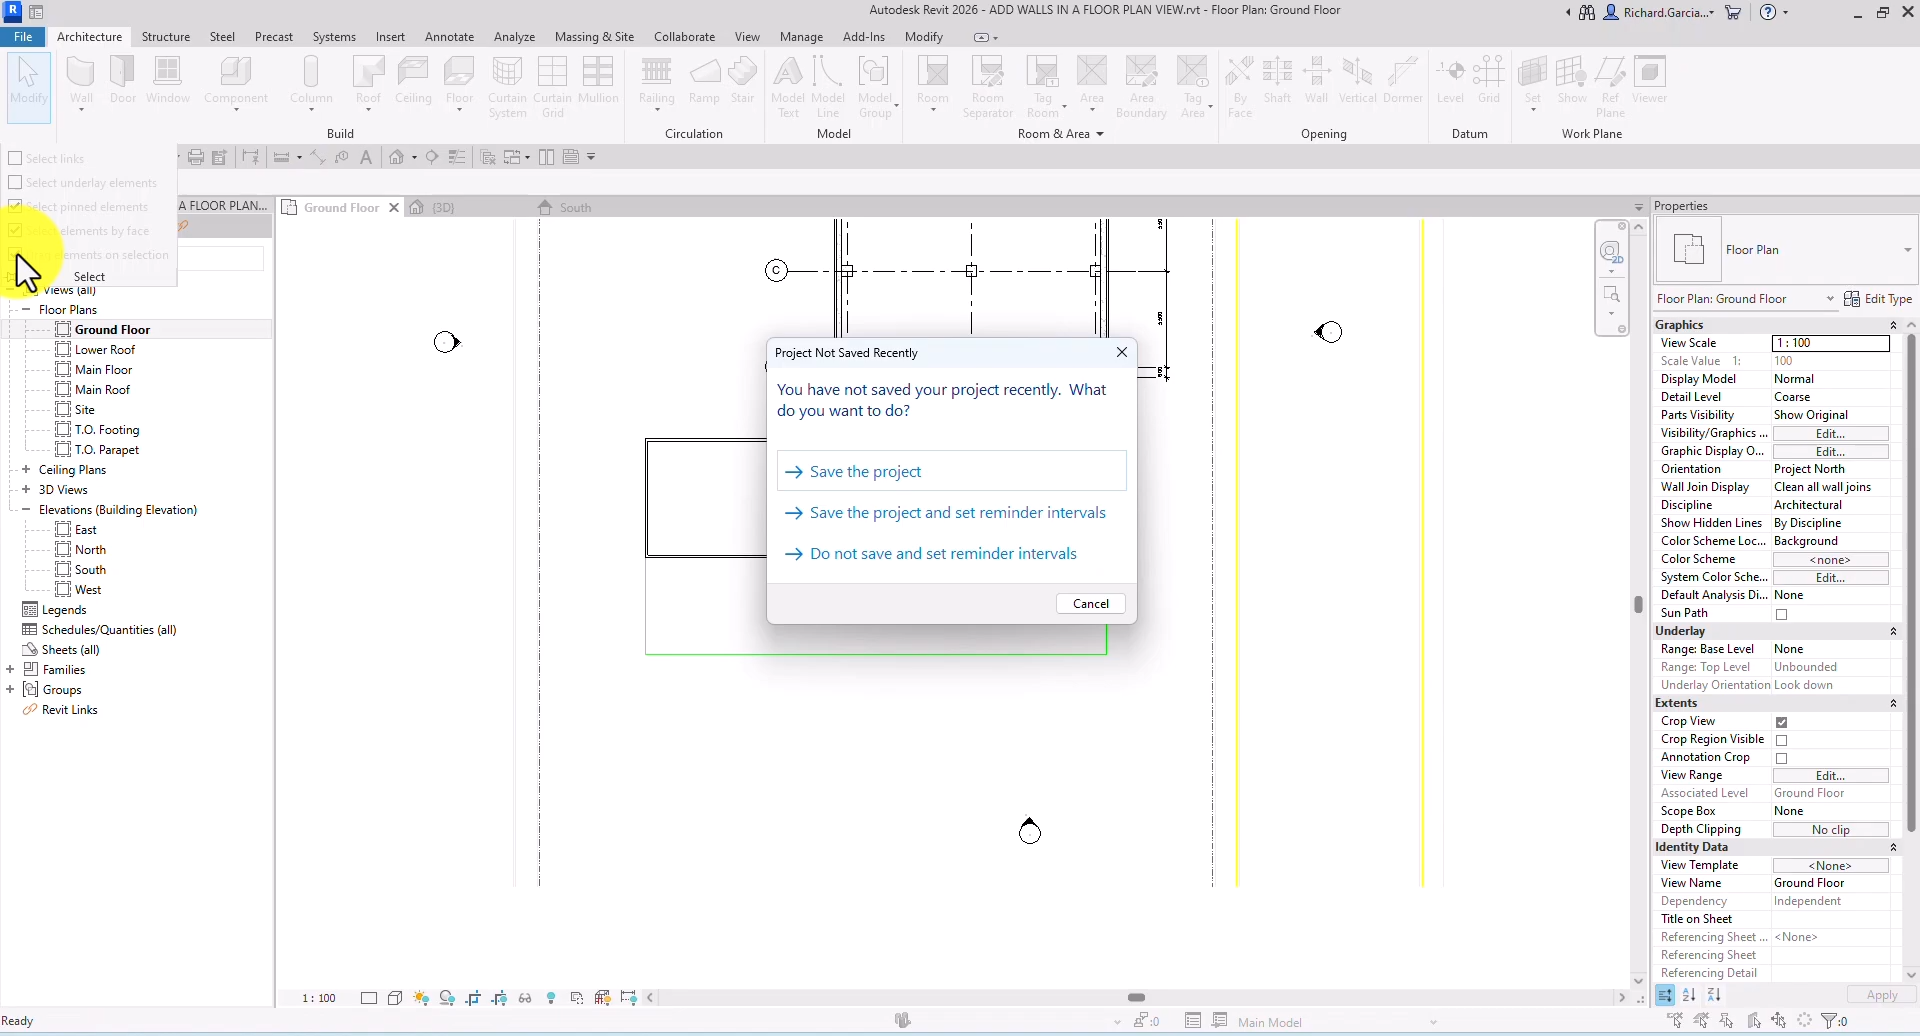 Autodesk Revit 2026 - ADD WALLS IN A FLOOR PLAN VIEW.rvt - Floor Plan: Ground Floor
Richard.Garcia...
File Architecture Structure Steel Precast Systems Insert Annotate Analyze Massing & Site Collaborate View Manage Add-Ins Modify
Modify Wall Door Window Component Column Roof Ceiling Floor Curtain System Curtain Grid Mullion Railing Ramp Stair Model Text Model Line Model Group Room Room Separator Tag Room Area Area Boundary Tag Area By Face Shaft Wall Vertical Dormer Level Grid Set Show Ref Plane Viewer
Build Circulation Model Room & Area Opening Datum Work Plane
Select links
Select underlay elements
Select pinned elements
Select elements by face
elements on selection
Select
A FLOOR PLAN...
Ground Floor
{3D}
South
Views (all)
Floor Plans
Ground Floor
Lower Roof
Main Floor
Main Roof
Site
T.O. Footing
T.O. Parapet
Ceiling Plans
3D Views
Elevations (Building Elevation)
East
North
South
West
Legends
Schedules/Quantities (all)
Sheets (all)
Families
Groups
Revit Links
C
2D
Project Not Saved Recently
You have not saved your project recently. What
do you want to do?
Save the project
Save the project and set reminder intervals
Do not save and set reminder intervals
Cancel
Properties
Floor Plan
Floor Plan: Ground Floor Edit Type
Graphics
View Scale 1 : 100
Scale Value 1: 100
Display Model Normal
Detail Level Coarse
Parts Visibility Show Original
Visibility/Graphics ... Edit...
Graphic Display O... Edit...
Orientation Project North
Wall Join Display Clean all wall joins
Discipline Architectural
Show Hidden Lines By Discipline
Color Scheme Loc... Background
Color Scheme <none>
System Color Sche... Edit...
Default Analysis Di... None
Sun Path
Underlay
Range: Base Level None
Range: Top Level Unbounded
Underlay Orientation Look down
Extents
Crop View
Crop Region Visible
Annotation Crop
View Range Edit...
Associated Level Ground Floor
Scope Box None
Depth Clipping No clip
Identity Data
View Template <None>
View Name Ground Floor
Dependency Independent
Title on Sheet
Referencing Sheet ... <None>
Referencing Sheet
Referencing Detail
Apply
1 : 100
Ready
:0
Main Model
:0